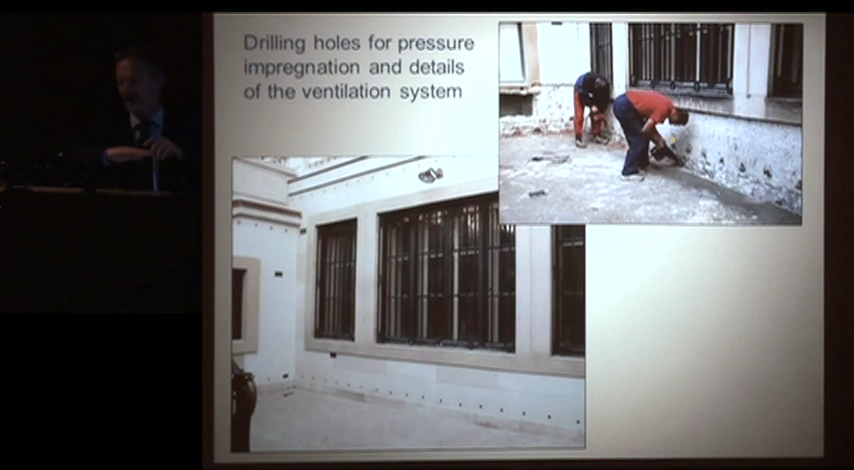 Drilling holes for pressure
impregnation and details
of the ventilation system